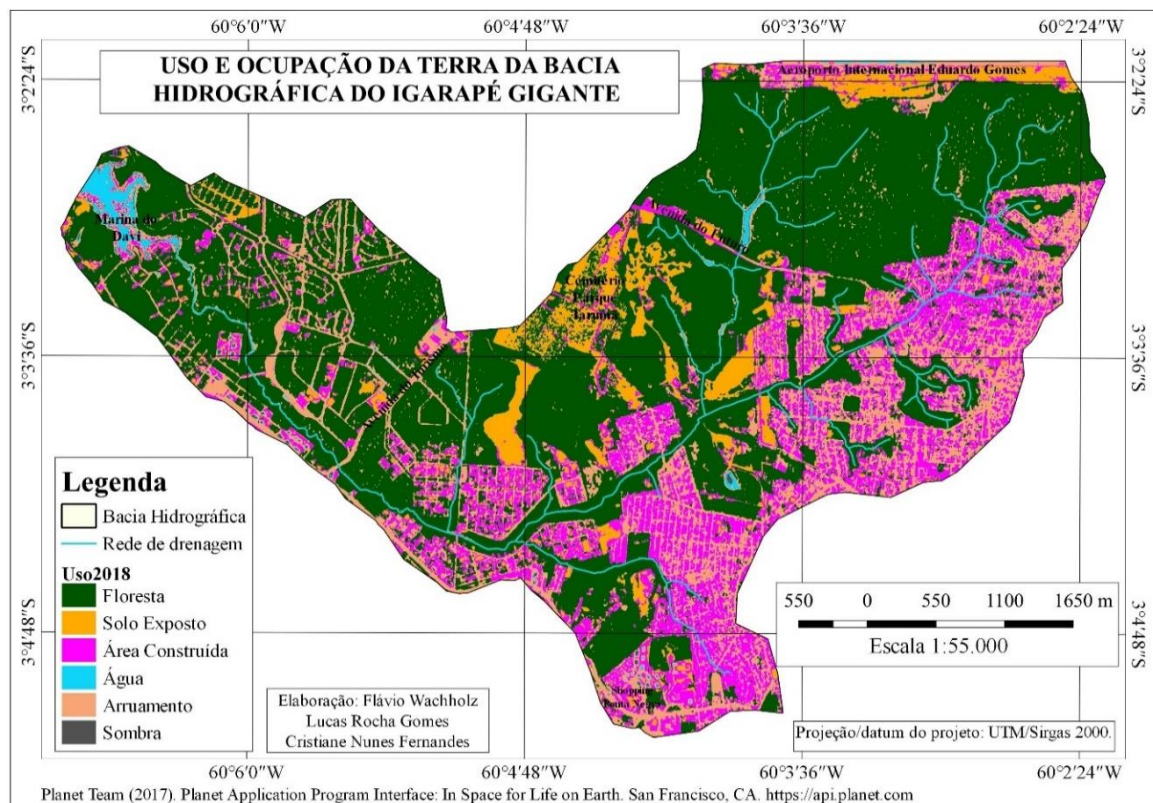 60°6'0"W 60°4'48"W 60°3'36"W 60°2'24"W
3°2'24"S
3°2'24"S
USO E OCUPAÇÃO DA TERRA DA BACIA
HIDROGRÁFICA DO IGARAPÉ GIGANTE
Aeroporto Internacional Eduardo Gomes
Marina do
Davi
Avenida do Futuro
Cemitério
Parque
Tarumã
3°3'36"S
3°3'36"S
Avenida do Turismo
Legenda
Bacia Hidrográfica
Rede de drenagem
Uso2018
Floresta
Solo Exposto
Área Construída
Água
Arruamento
Sombra
3°4'48"S
3°4'48"S
550 0 550 1100 1650 m
Escala 1:55.000
Elaboração: Flávio Wachholz
Lucas Rocha Gomes
Cristiane Nunes Fernandes
Shopping
Ponta Negra
Projeção/datum do projeto: UTM/Sirgas 2000.
60°6'0"W 60°4'48"W 60°3'36"W 60°2'24"W
Planet Team (2017). Planet Application Program Interface: In Space for Life on Earth. San Francisco, CA. https://api.planet.com